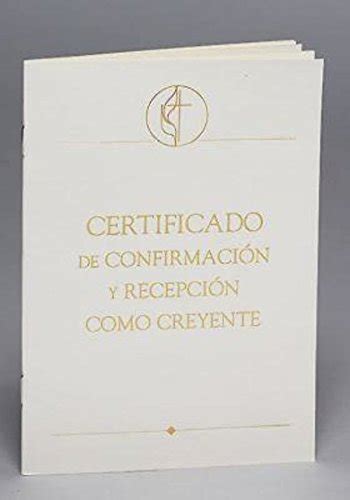 CERTIFICADO
DE CONFIRMACIÓN
Y RECEPCIÓN
COMO CREYENTE